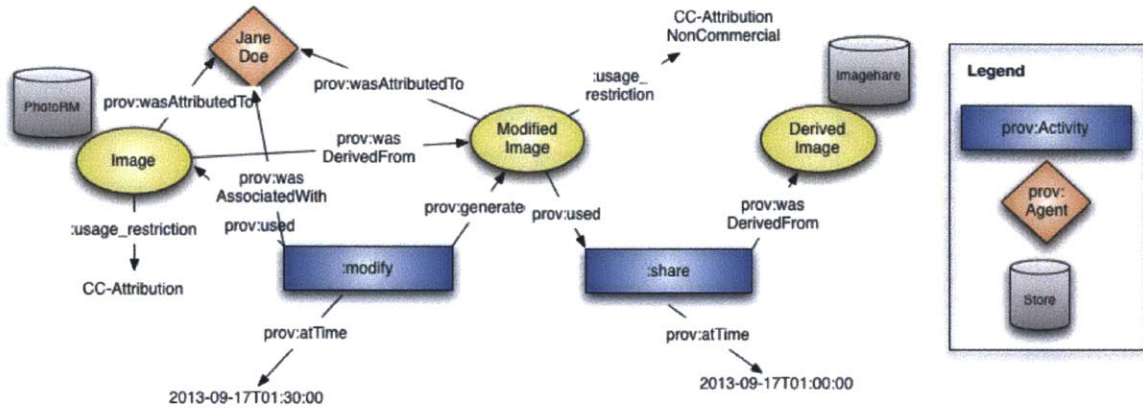 Jane
Doe
PhotoRM
prov:wasAttributedTo
Image
prov:wasAttributedTo
prov:was
DerivedFrom
Modified
Image
:usage_
restriction
CC-Attribution
NonCommercial
Imagehare
Derived
Image
:usage_restriction
CC-Attribution
prov:used
prov:was
AssociatedWith
:modify
prov:generate
prov:used
:share
prov:was
DerivedFrom
prov:atTime
2013-09-17T01:30:00
prov:atTime
2013-09-17T01:00:00
Legend
prov:Activity
prov:
Agent
Store